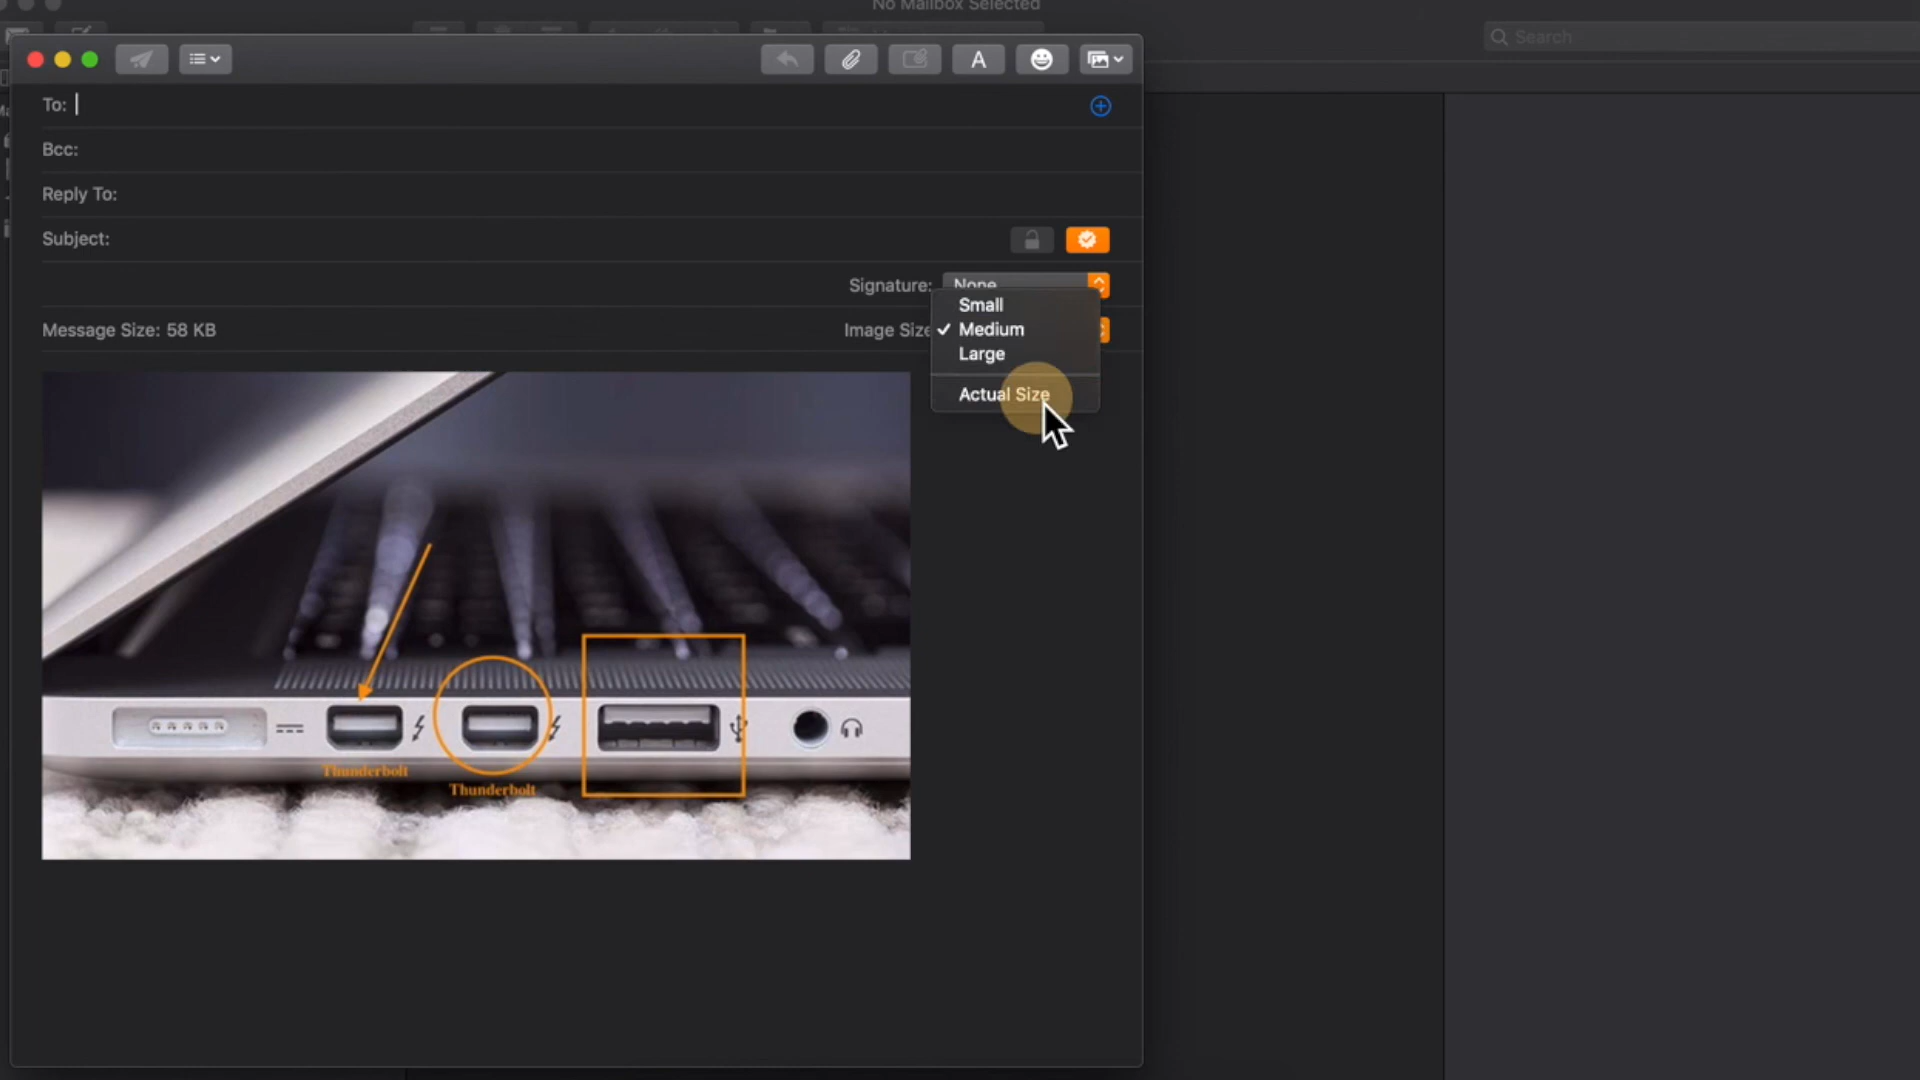 No Mailbox Selected
Search
To:
Bcc:
Reply To:
Subject:
Signature: None
Message Size: 58 KB
Image Size
Small
✓ Medium
Large
Actual Size
A
Thunderbolt
Thunderbolt